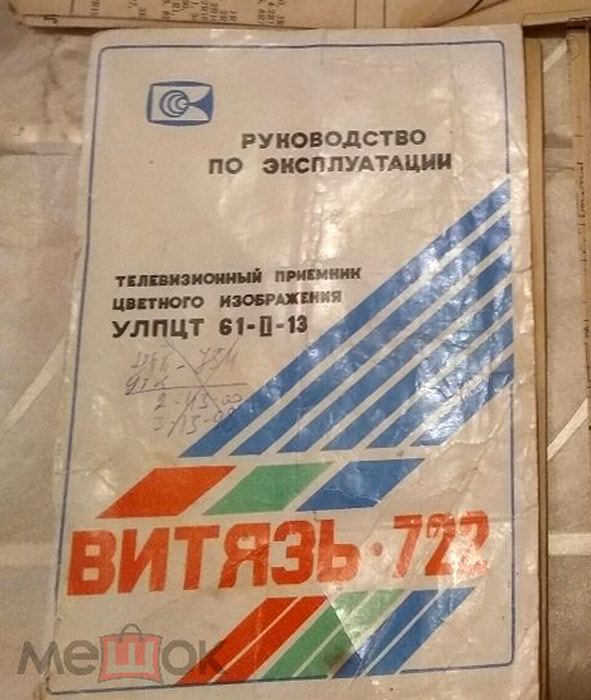 РУКОВОДСТВО
ПО ЭКСПЛУАТАЦИИ
ТЕЛЕВИЗИОННЫЙ ПРИЕМНИК
ЦВЕТНОГО ИЗОБРАЖЕНИЯ
УЛПЦТ 61-II-13
ВИТЯЗЬ·722
мешок